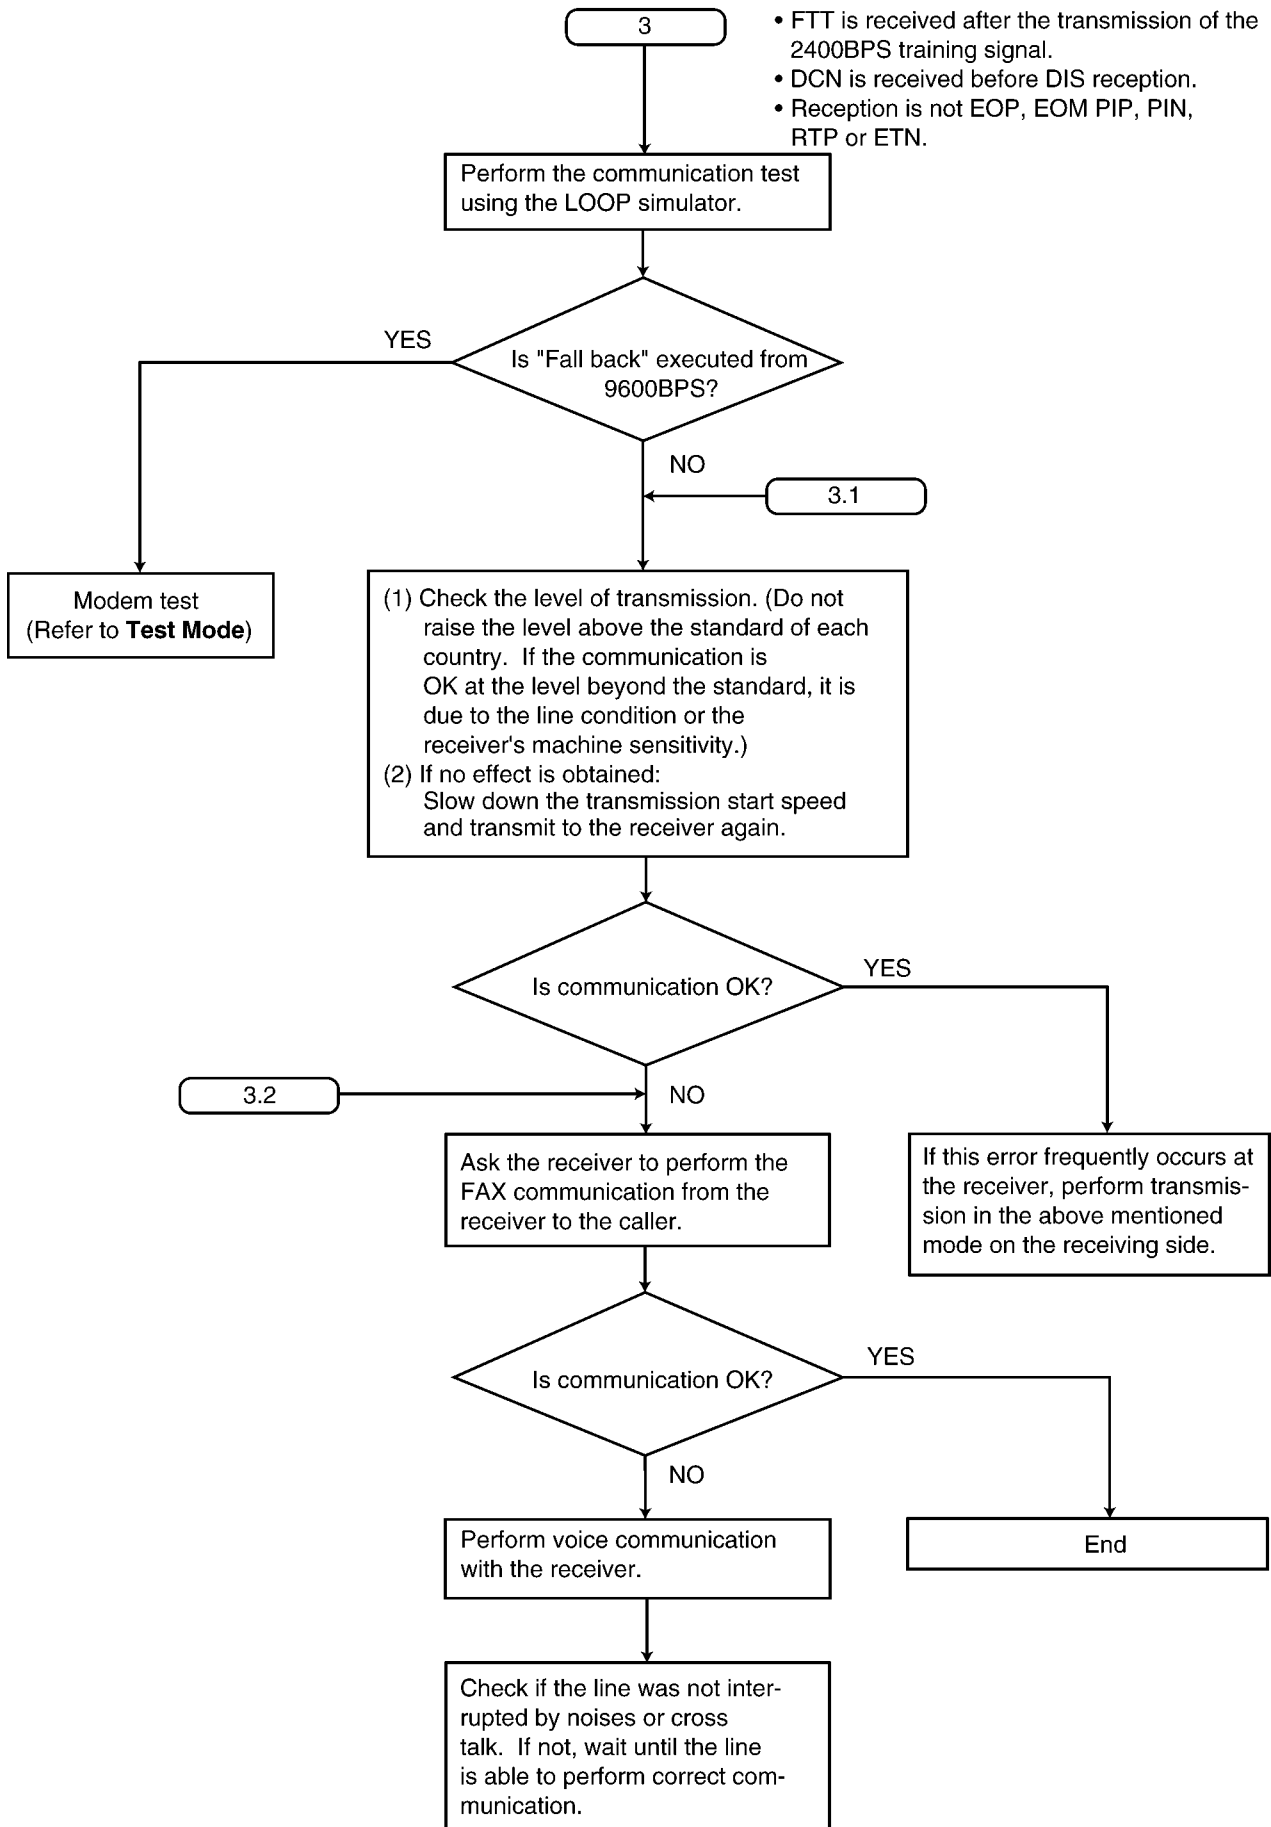 3
• FTT is received after the transmission of the
2400BPS training signal.
• DCN is received before DIS reception.
• Reception is not EOP, EOM PIP, PIN,
RTP or ETN.
Perform the communication test
using the LOOP simulator.
YES
Is "Fall back" executed from
9600BPS?
NO
3.1
Modem test
(Refer to Test Mode)
(1) Check the level of transmission. (Do not
raise the level above the standard of each
country.  If the communication is
OK at the level beyond the standard, it is
due to the line condition or the
receiver's machine sensitivity.)
(2) If no effect is obtained:
Slow down the transmission start speed
and transmit to the receiver again.
Is communication OK?
YES
3.2
NO
Ask the receiver to perform the
FAX communication from the
receiver to the caller.
If this error frequently occurs at
the receiver, perform transmis-
sion in the above mentioned
mode on the receiving side.
Is communication OK?
YES
NO
Perform voice communication
with the receiver.
End
Check if the line was not inter-
rupted by noises or cross
talk.  If not, wait until the line
is able to perform correct com-
munication.